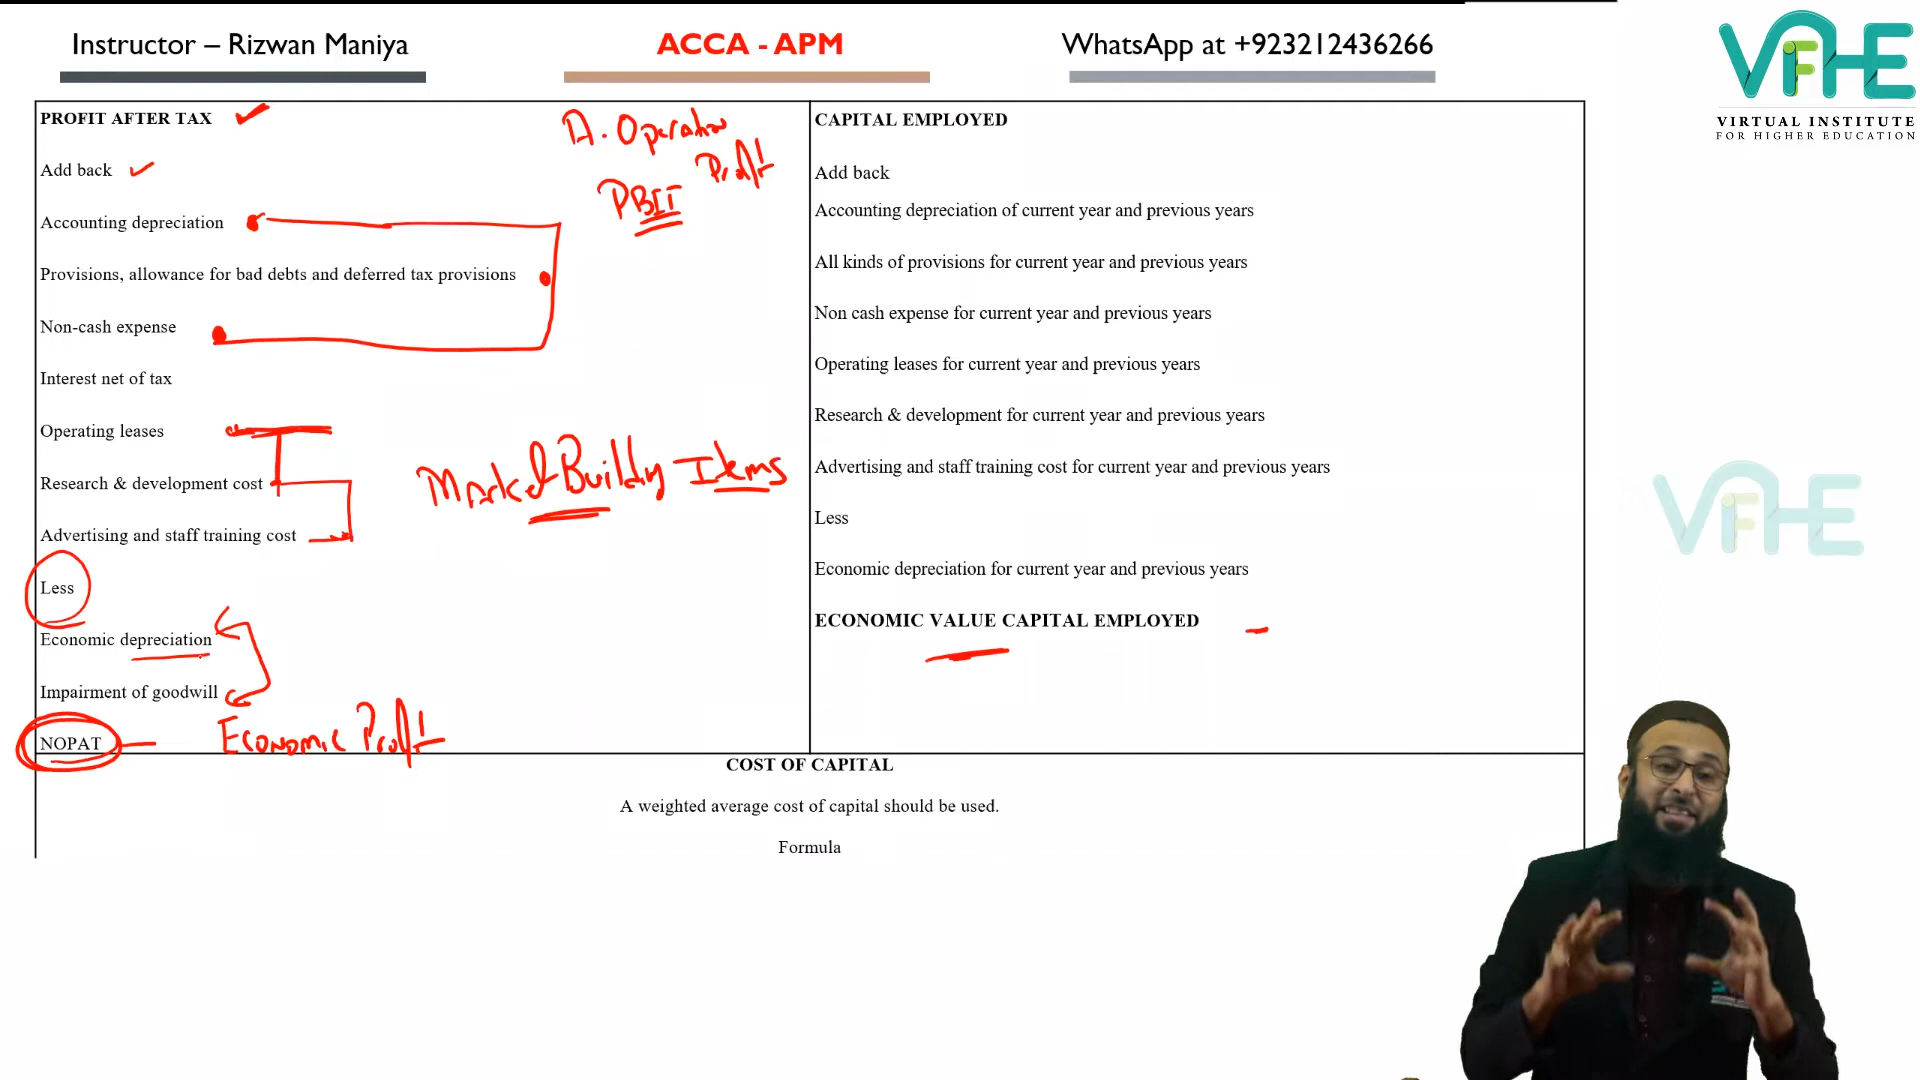 Instructor – Rizwan Maniya
ACCA - APM
WhatsApp at +923212436266
VIFHE
VIRTUAL INSTITUTE
FOR HIGHER EDUCATION
PROFIT AFTER TAX
Add back
Accounting depreciation
Provisions, allowance for bad debts and deferred tax provisions
Non-cash expense
Interest net of tax
Operating leases
Research & development cost
Advertising and staff training cost
Less
Economic depreciation
Impairment of goodwill
NOPAT
Economic Profit
Operation
Profit
PBIT
Market Building Items
CAPITAL EMPLOYED
Add back
Accounting depreciation of current year and previous years
All kinds of provisions for current year and previous years
Non cash expense for current year and previous years
Operating leases for current year and previous years
Research & development for current year and previous years
Advertising and staff training cost for current year and previous years
Less
Economic depreciation for current year and previous years
ECONOMIC VALUE CAPITAL EMPLOYED
VIFHE
COST OF CAPITAL
A weighted average cost of capital should be used.
Formula